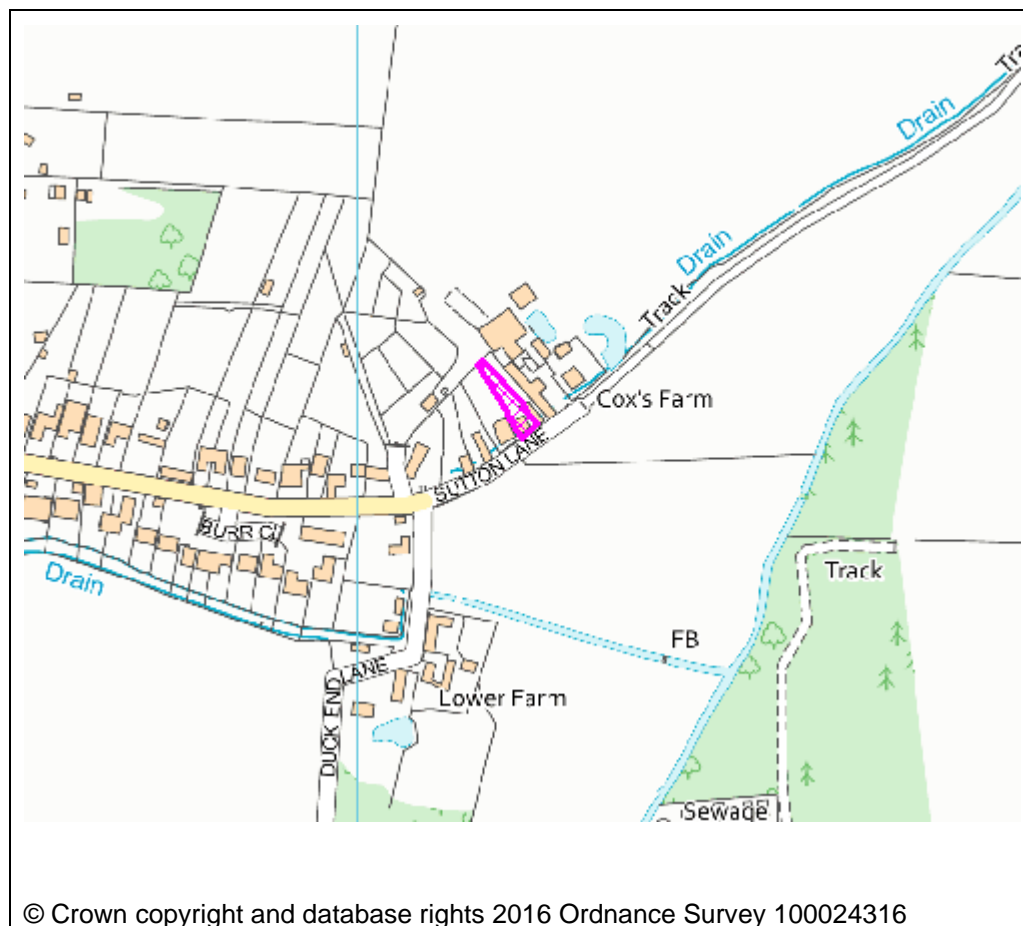 Tra
Drain
Drain
Track
Cox's Farm
SUTTON LANE
BURR CL
Drain
Track
FB
DUCK END LANE
Lower Farm
Sewage
© Crown copyright and database rights 2016 Ordnance Survey 100024316